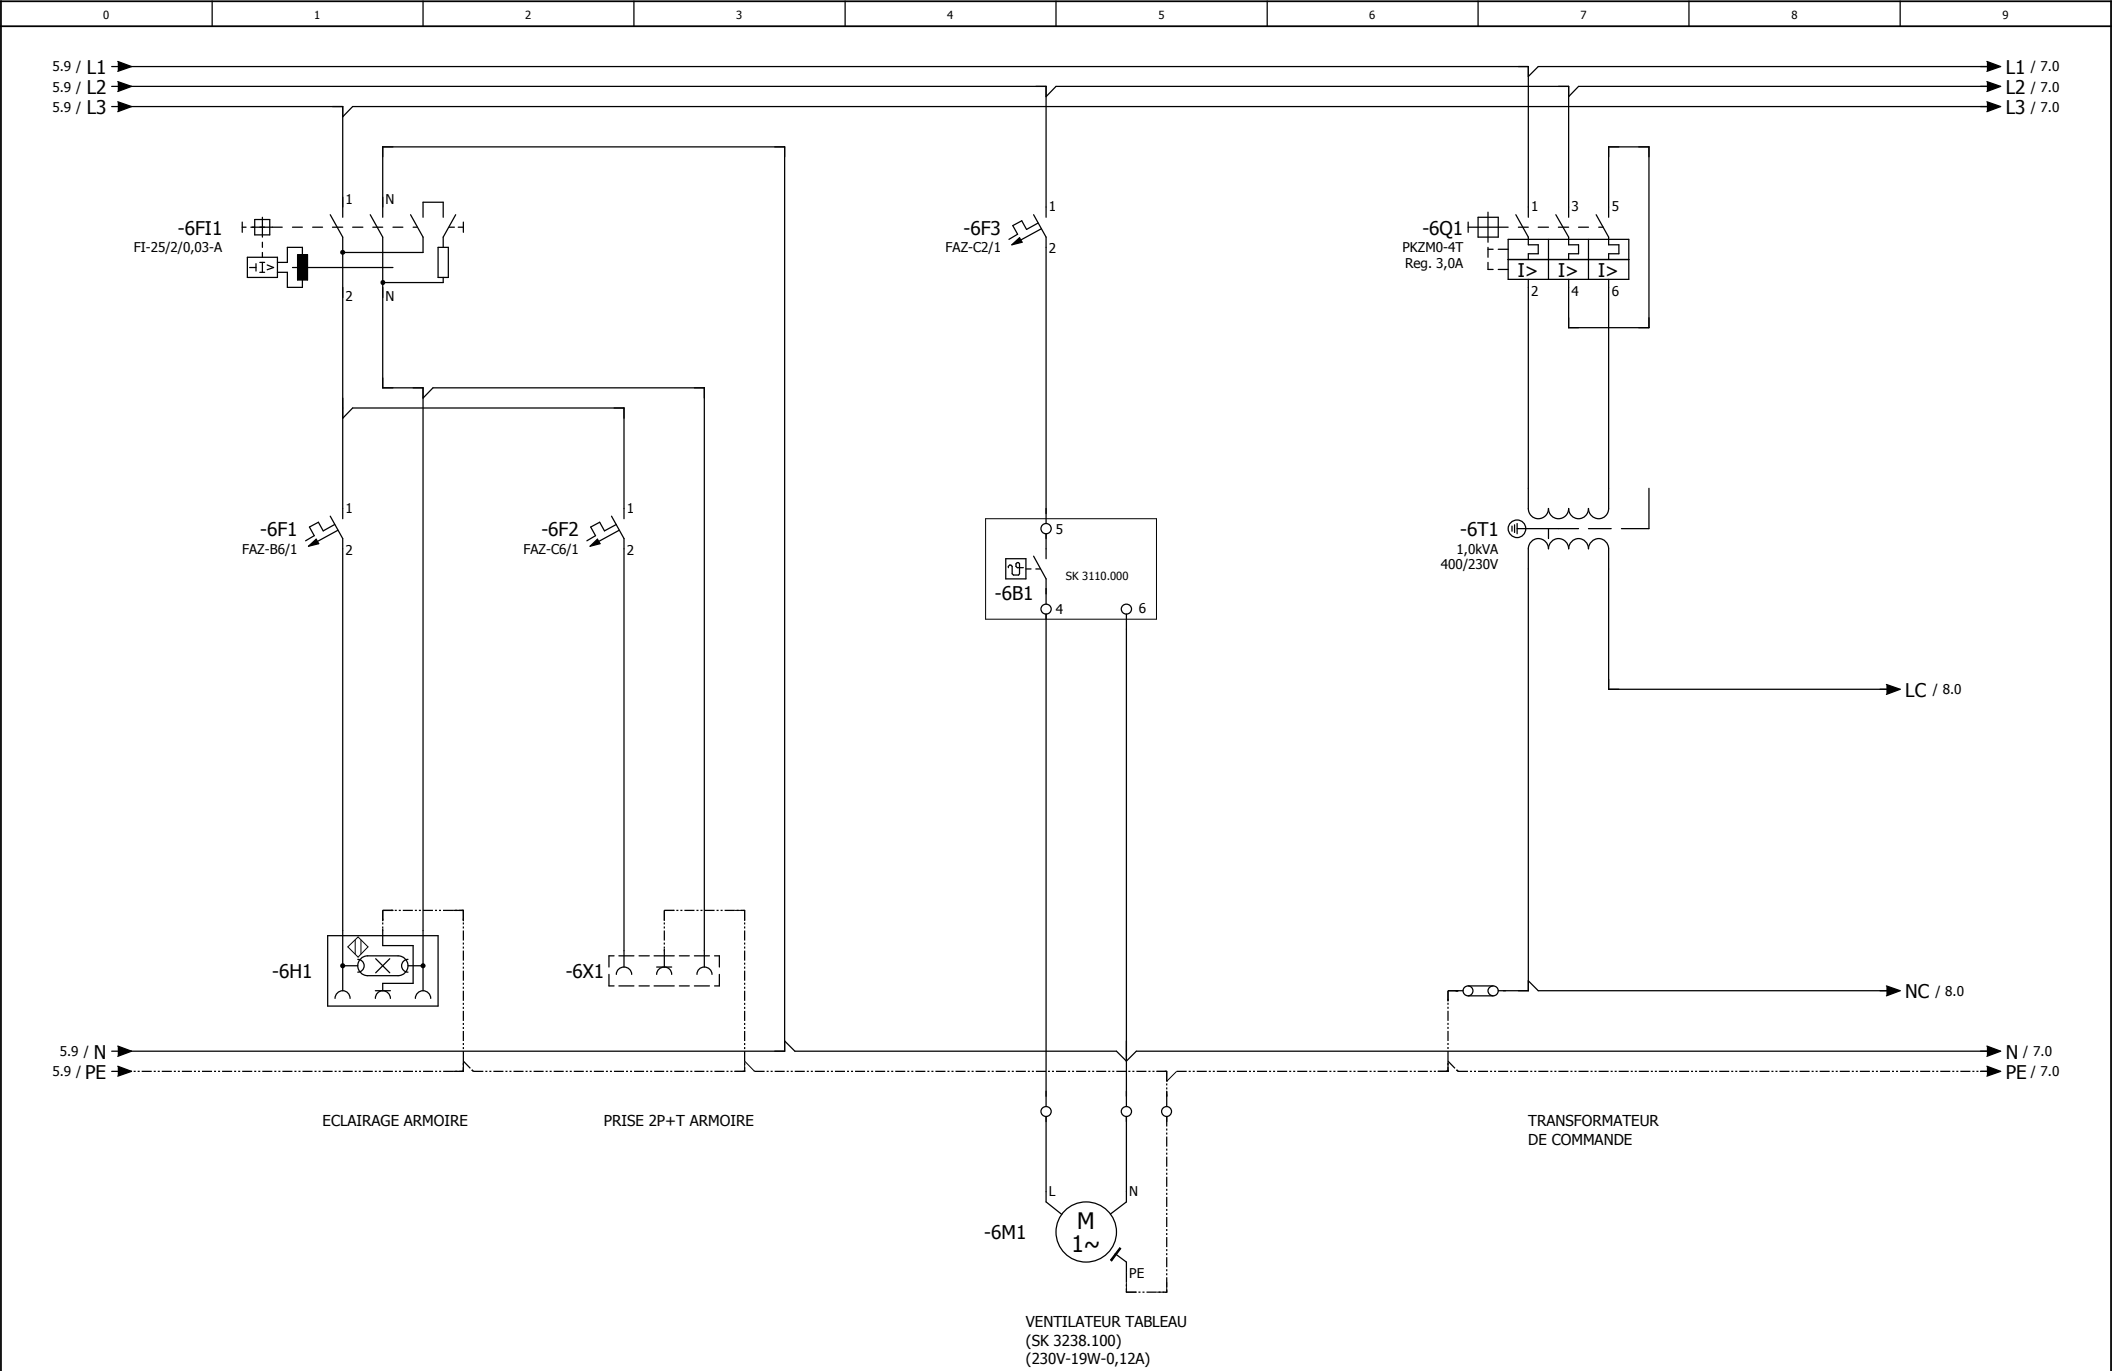 0 1 2 3 4 5 6 7 8 9
5.9 / L1
L1 / 7.0
5.9 / L2
L2 / 7.0
5.9 / L3
L3 / 7.0
1 N
-6FI1
FI-25/2/0,03-A
I>
2 N
1
-6F3
FAZ-C2/1
2
1 3 5
-6Q1
PKZM0-4T
Reg. 3,0A
I> I> I>
2 4 6
1
-6F1
FAZ-B6/1
2
1
-6F2
FAZ-C6/1
2
5
ϑ
SK 3110.000
-6B1
4 6
-6T1
1,0kVA
400/230V
LC / 8.0
-6H1
-6X1
NC / 8.0
5.9 / N
N / 7.0
5.9 / PE
PE / 7.0
ECLAIRAGE ARMOIRE
PRISE 2P+T ARMOIRE
TRANSFORMATEUR
DE COMMANDE
L N
-6M1
M
1~
PE
VENTILATEUR TABLEAU
(SK 3238.100)
(230V-19W-0,12A)